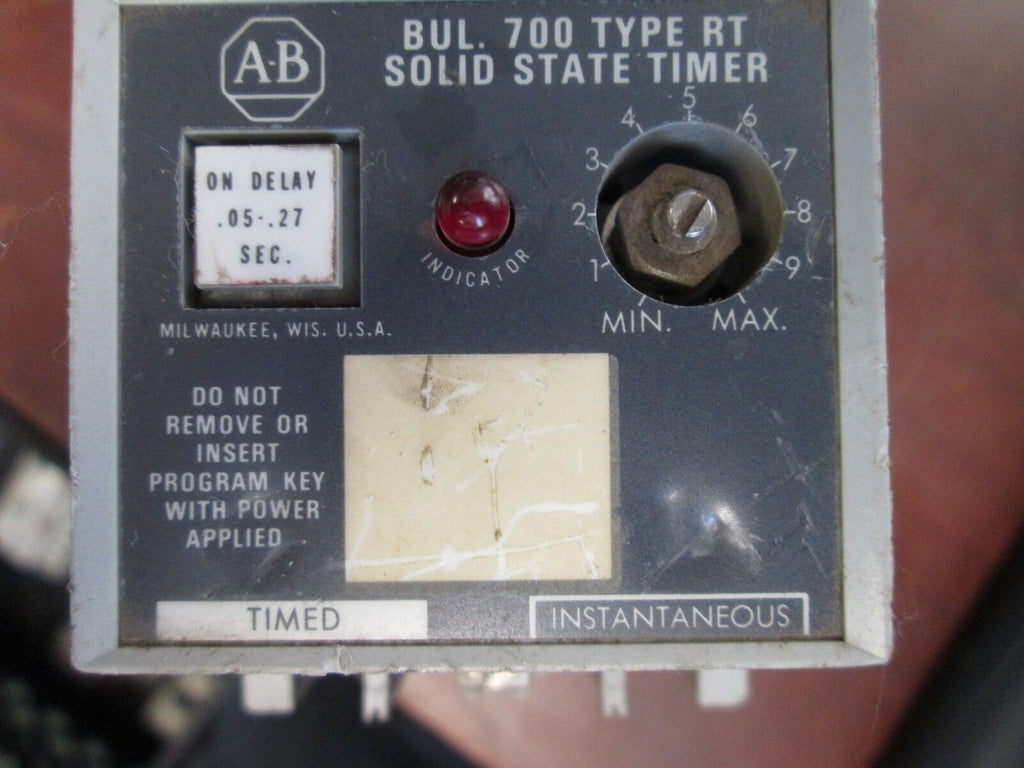 A-B
BUL. 700 TYPE RT
SOLID STATE TIMER
ON DELAY
.05-.27
SEC.
INDICATOR
1
2
3
4
5
6
7
8
9
MIN. MAX.
MILWAUKEE, WIS. U.S.A.
DO NOT
REMOVE OR
INSERT
PROGRAM KEY
WITH POWER
APPLIED
TIMED
INSTANTANEOUS